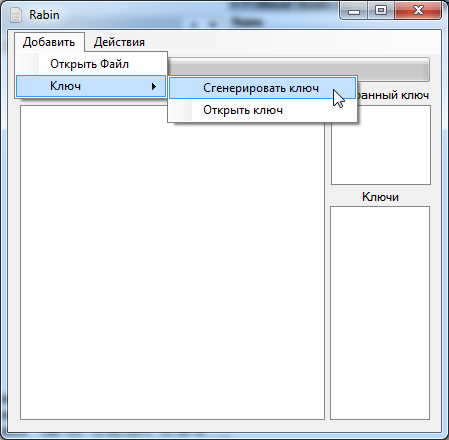 Rabin
Добавить Действия
Открыть Файл
Ключ
Сгенерировать ключ
Открыть ключ
ранный ключ
Ключи